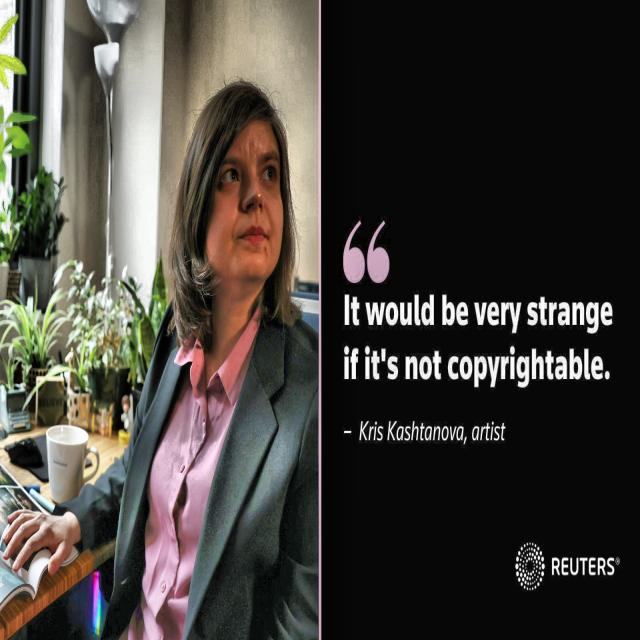 “
It would be very strange
if it's not copyrightable.
– Kris Kashtanova, artist
REUTERS®